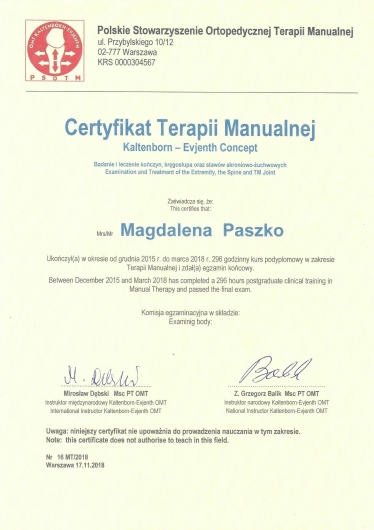 OMT KALTENBORN-EVJENTH
PSOTM
Polskie Stowarzyszenie Ortopedycznej Terapii Manualnej
ul. Przybylskiego 10/12
02-777 Warszawa
KRS 0000304567
Certyfikat Terapii Manualnej
Kaltenborn – Evjenth Concept
Badanie i leczenie kończyn, kręgosłupa oraz stawów skroniowo-żuchwowych
Examination and Treatment of the Extremity, the Spine and TM Joint
Zaświadcza się, że:
This certifies that:
Mrs/Mr Magdalena Paszko
Ukończył(a) w okresie od grudnia 2015 r. do marca 2018 r. 296 godzinny kurs podyplomowy w zakresie
Terapii Manualnej i zdał(a) egzamin końcowy.
Between December 2015 and March 2018 has completed a 296 hours postgraduate clinical training in
Manual Therapy and passed the final exam.
Komisja egzaminacyjna w składzie:
Examinig body:
M. Dębski
Balik
Mirosław Dębski Msc PT OMT
Instruktor międzynarodowy Kaltenborn-Evjenth OMT
International Instructor Kaltenborn-Evjenth OMT
Z. Grzegorz Balik Msc PT OMT
Instruktor narodowy Kaltenborn-Evjenth OMT
National Instructor Kaltenborn-Evjenth OMT
Uwaga: niniejszy certyfikat nie upoważnia do prowadzenia nauczania w tym zakresie.
Note: this certificate does not authorise to teach in this field.
Nr 16 MT/2018
Warszawa 17.11.2018